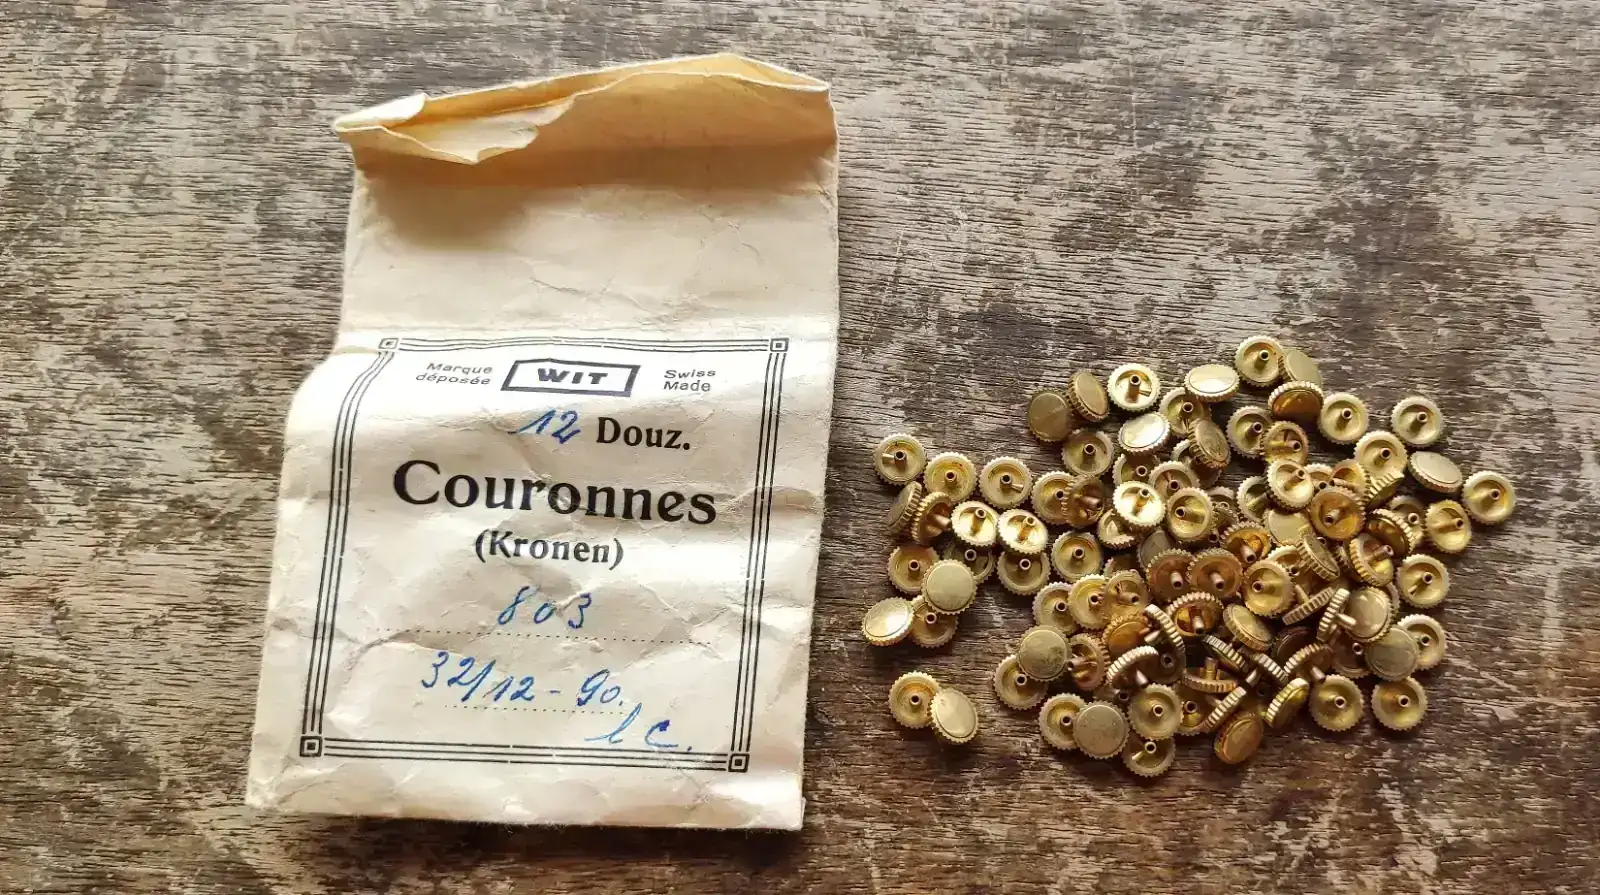 Marque déposée WIT Swiss Made
12 Douz.
Couronnes
(Kronen)
803
32/12-90.
l c.